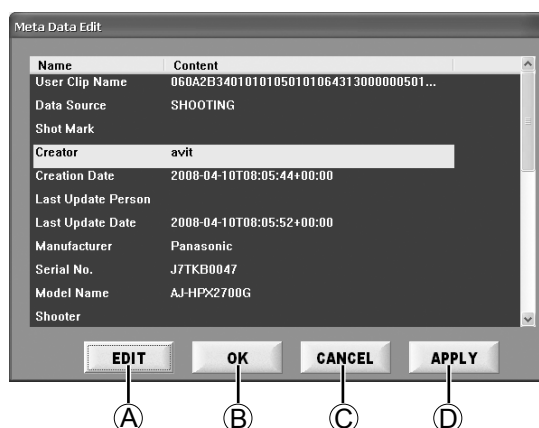 Meta Data Edit
Name Content
User Clip Name 060A2B340101010501010D4313000000501...
Data Source SHOOTING
Shot Mark
Creator avit
Creation Date 2008-04-10T08:05:44+00:00
Last Update Person
Last Update Date 2008-04-10T08:05:52+00:00
Manufacturer Panasonic
Serial No. J7TKB0047
Model Name AJ-HPX2700G
Shooter
EDIT OK CANCEL APPLY
A B C D